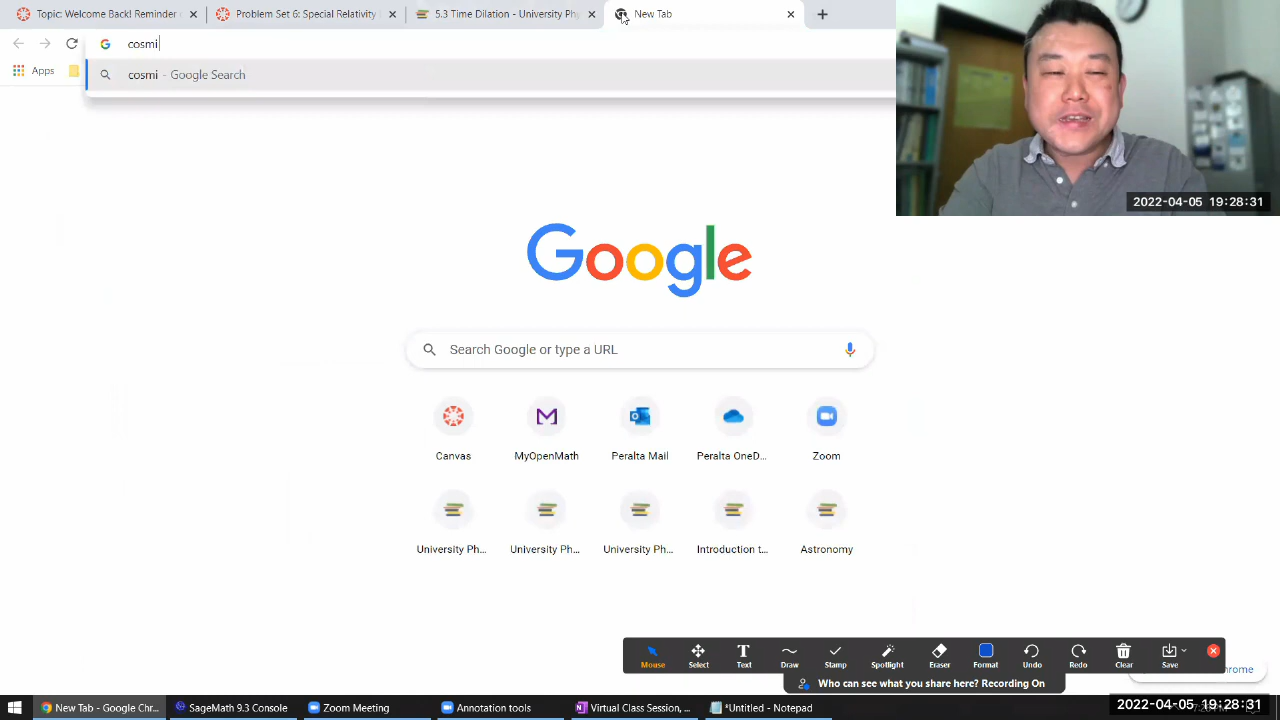 Topic: Welcome Back! Reminder
Problem Set 6: Special Relativity
5.3 Time Dilation - University Ph
New Tab
cosmi
Apps
cosmi - Google Search
2022-04-05 19:28:31
Google
Search Google or type a URL
Canvas
MyOpenMath
Peralta Mail
Peralta OneD...
Zoom
University Ph...
University Ph...
University Ph...
Introduction t...
Astronomy
Mouse
Select
Text
Draw
Stamp
Spotlight
Eraser
Format
Undo
Redo
Clear
Save
Who can see what you share here? Recording On
New Tab - Google Chr...
SageMath 9.3 Console
Zoom Meeting
Annotation tools
Virtual Class Session, ...
*Untitled - Notepad
2022-04-05 19:28:31